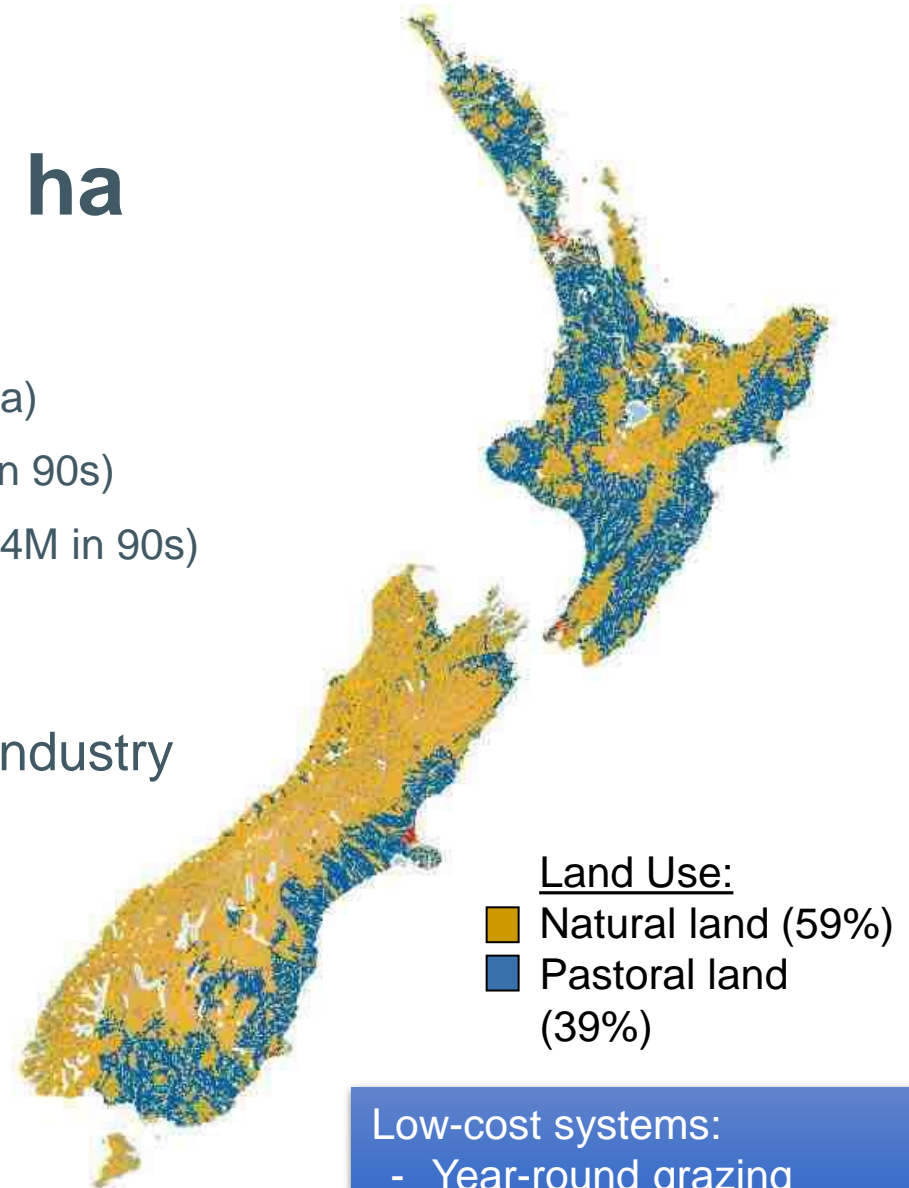 ha
a)
n 90s)
4M in 90s)
ndustry
Land Use:
Natural land (59%)
Pastoral land
(39%)
Low-cost systems:
- Year-round grazing